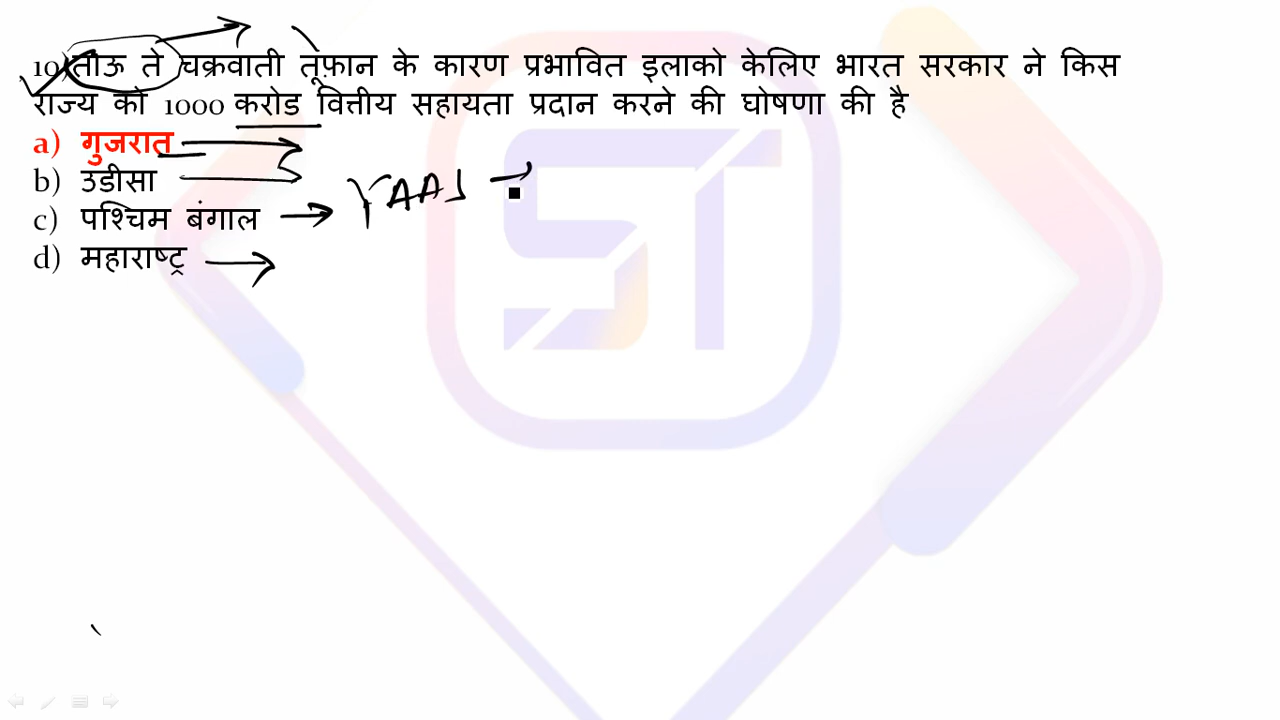 10) ताऊ ते चक्रवाती तूफ़ान के कारण प्रभावित इलाको केलिए भारत सरकार ने किस
राज्य को 1000 करोड वित्तीय सहायता प्रदान करने की घोषणा की है
a) गुजरात
b) उडीसा
c) पश्चिम बंगाल YAAS
d) महाराष्ट्र
ST